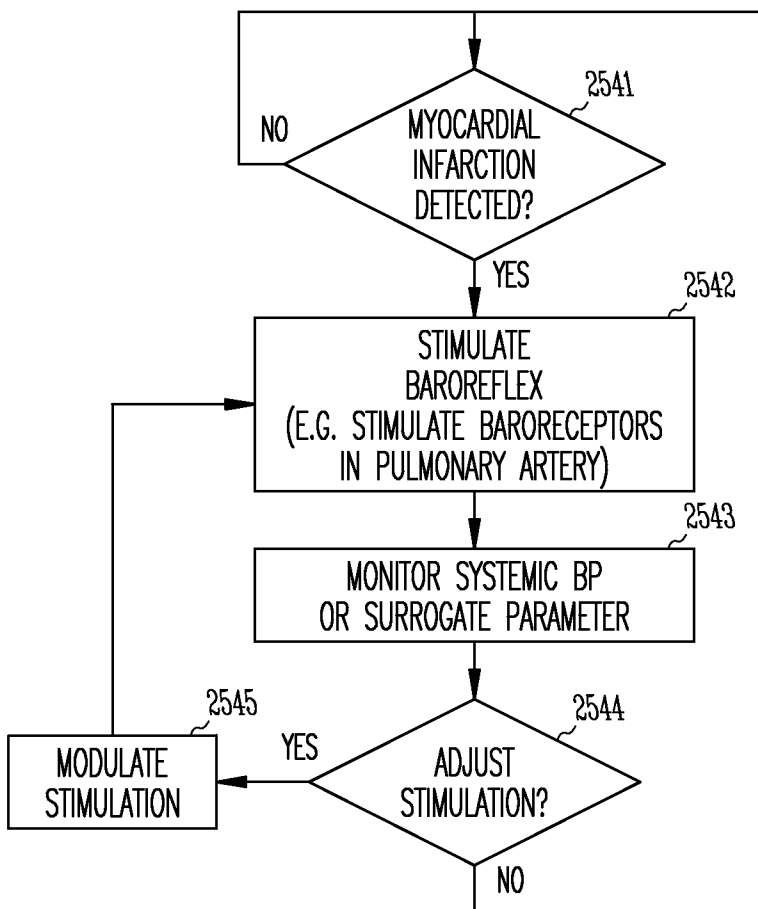 2541
NO
MYOCARDIAL
INFARCTION
DETECTED?
YES
2542
STIMULATE
BAROREFLEX
(E.G. STIMULATE BARORECEPTORS
IN PULMONARY ARTERY)
2543
MONITOR SYSTEMIC BP
OR SURROGATE PARAMETER
2545
2544
YES
MODULATE
STIMULATION
ADJUST
STIMULATION?
NO